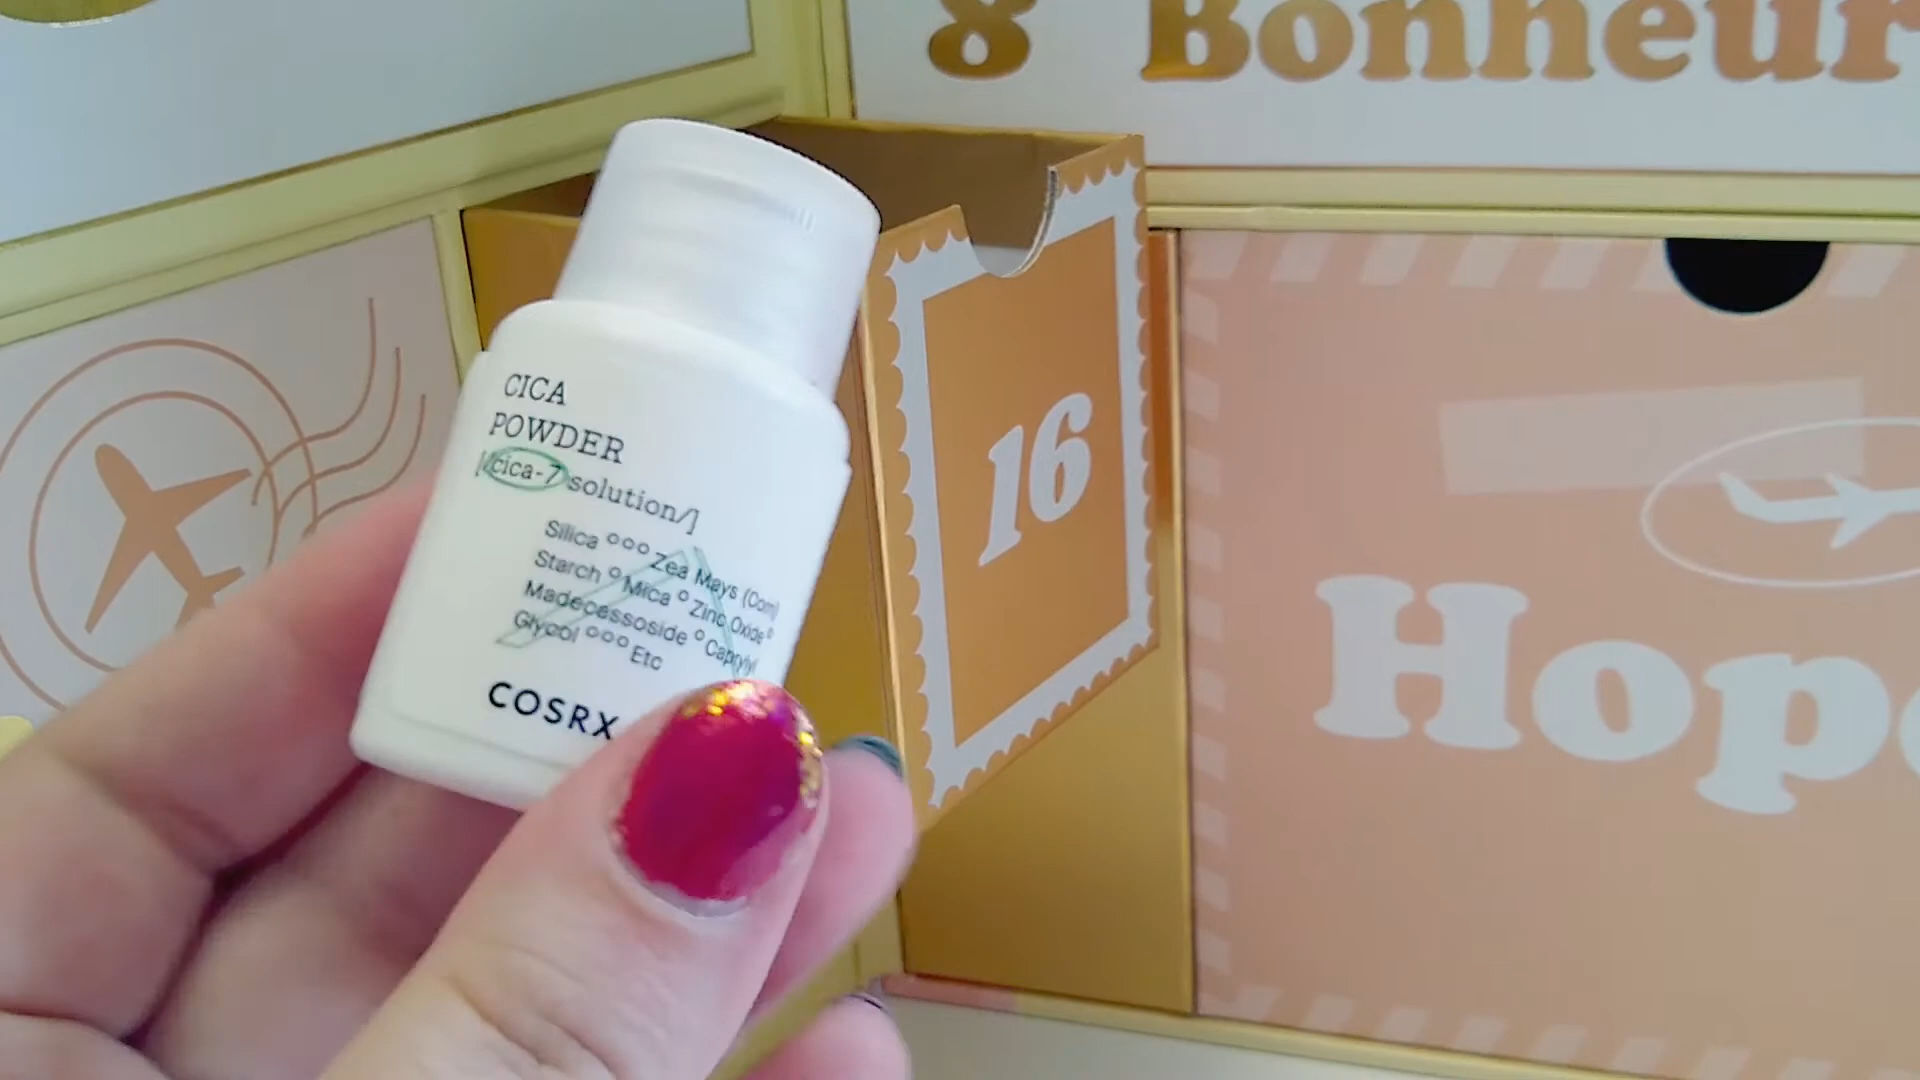 8 Bonheur
CICA
POWDER
[/cica-7 solution/]
Silica °°° Zea Mays (Corn)
Starch ° Mica ° Zinc Oxide °
Madecessoside ° Caprylyl
Glycol °°° Etc
COSRX
16
Hop